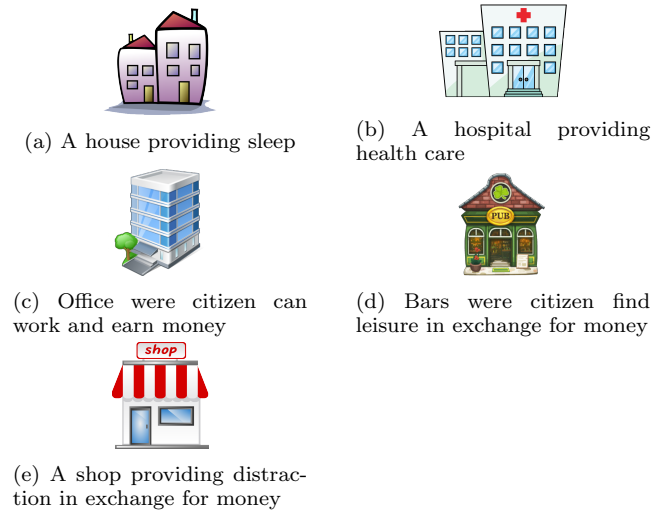 (a) A house providing sleep
(b) A hospital providing
health care
PUB
(c) Office were citizen can
work and earn money
(d) Bars were citizen find
leisure in exchange for money
shop
(e) A shop providing distrac-
tion in exchange for money